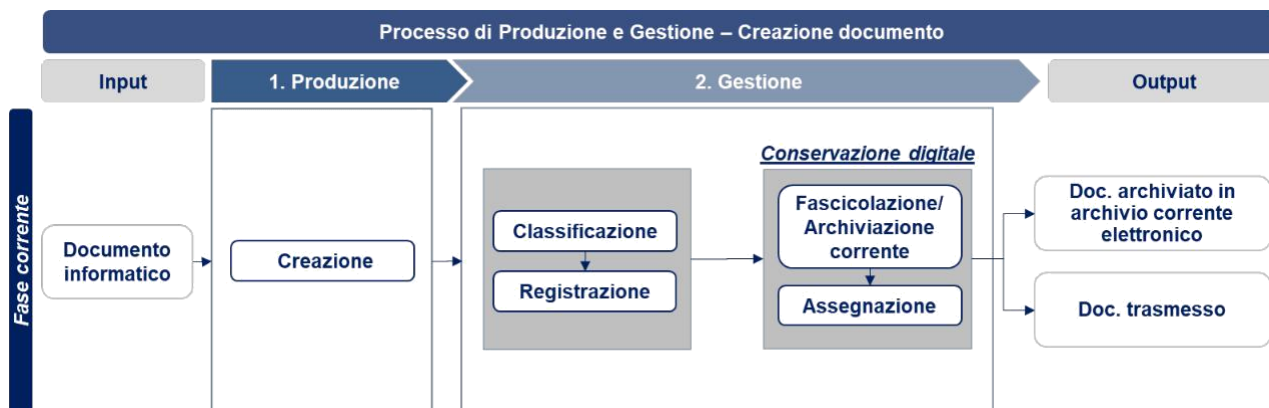 Processo di Produzione e Gestione – Creazione documento
Input
1. Produzione
2. Gestione
Output
Fase corrente
Documento
informatico
Creazione
Classificazione
Registrazione
Conservazione digitale
Fascicolazione/
Archiviazione
corrente
Assegnazione
Doc. archiviato in
archivio corrente
elettronico
Doc. trasmesso